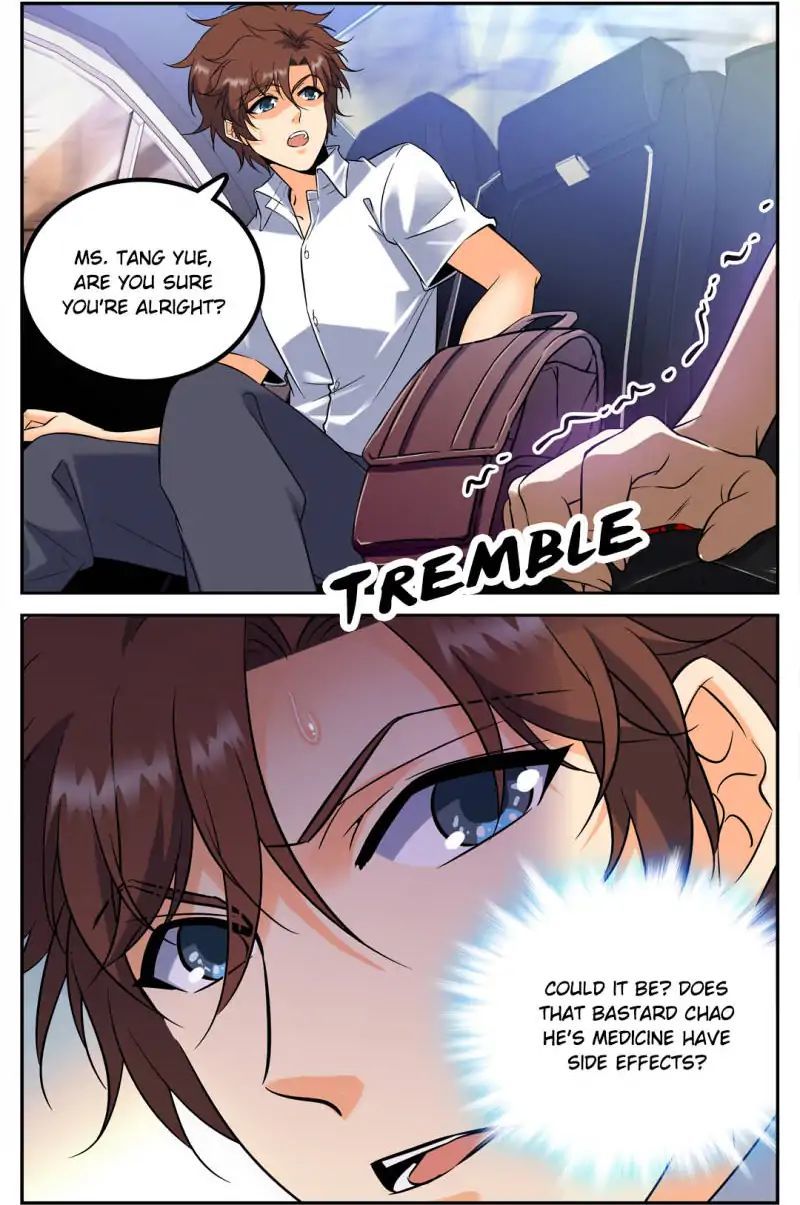 MS. TANG YUE,
ARE YOU SURE
YOU'RE ALRIGHT?
TREMBLE
COULD IT BE? DOES
THAT BASTARD CHAO
HE'S MEDICINE HAVE
SIDE EFFECTS?